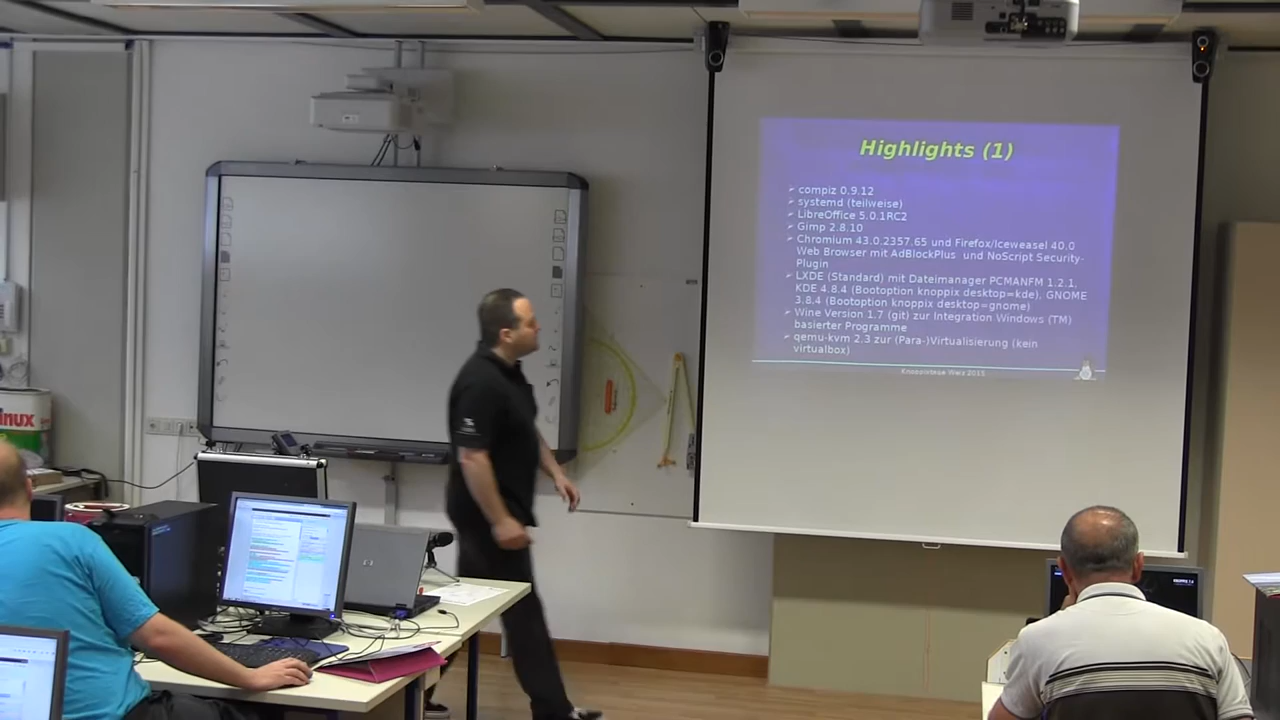 Highlights (1)
compiz 0.9.12
systemd (teilweise)
LibreOffice 5.0.1RC2
Gimp 2.8.10
Chromium 43.0.2357.65 und Firefox/Iceweasel 40.0
Web Browser mit AdBlockPlus und NoScript Security-
Plugin
LXDE (Standard) mit Dateimanager PCMANFM 1.2.1,
KDE 4.8.4 (Bootoption knoppix desktop=kde), GNOME
3.8.4 (Bootoption knoppix desktop=gnome)
Wine Version 1.7 (git) zur Integration Windows (TM)
basierter Programme
qemu-kvm 2.3 zur (Para-)Virtualisierung (kein
virtualbox)
Knoppixtage Weiz 2015
inux
hp